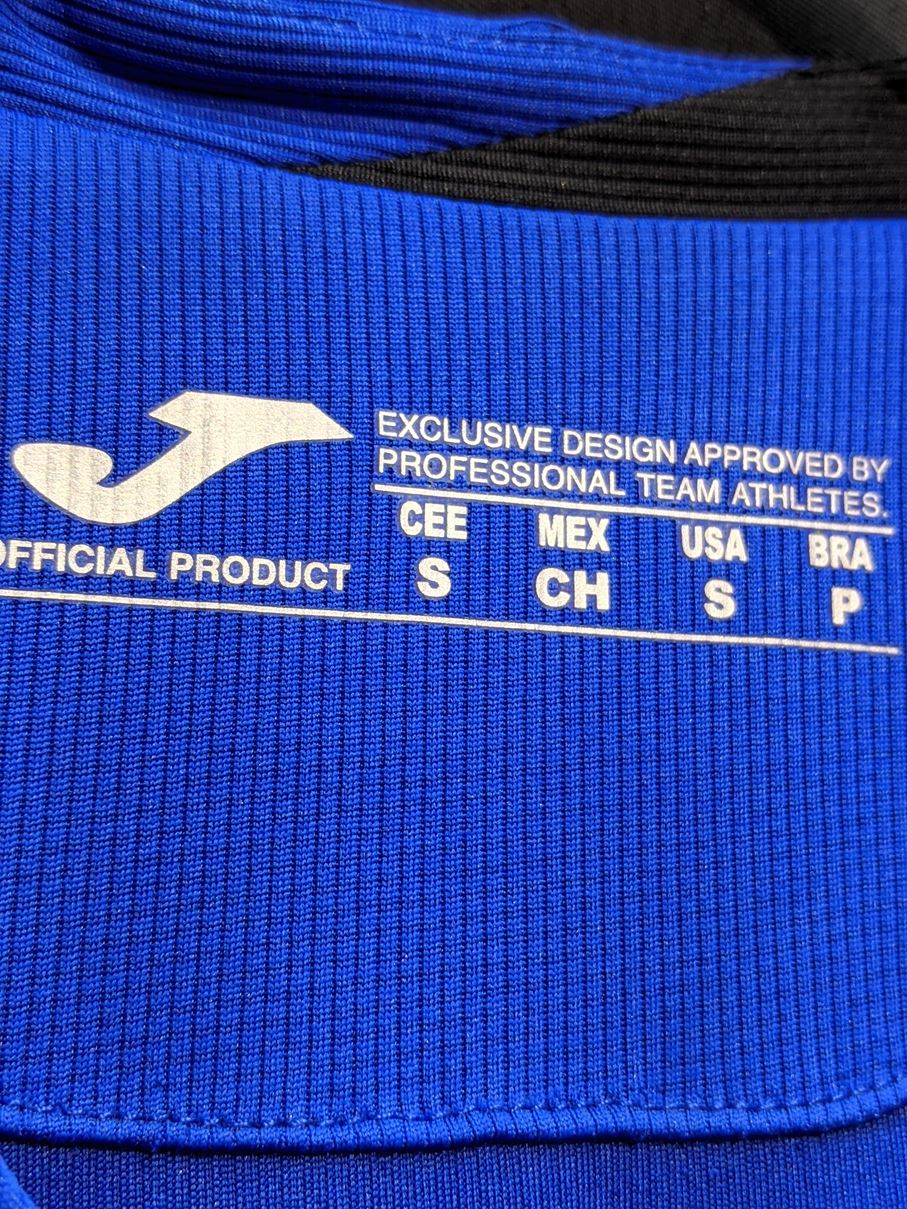 EXCLUSIVE DESIGN APPROVED BY
PROFESSIONAL TEAM ATHLETES.
OFFICIAL PRODUCT
CEE MEX USA BRA
S CH S P